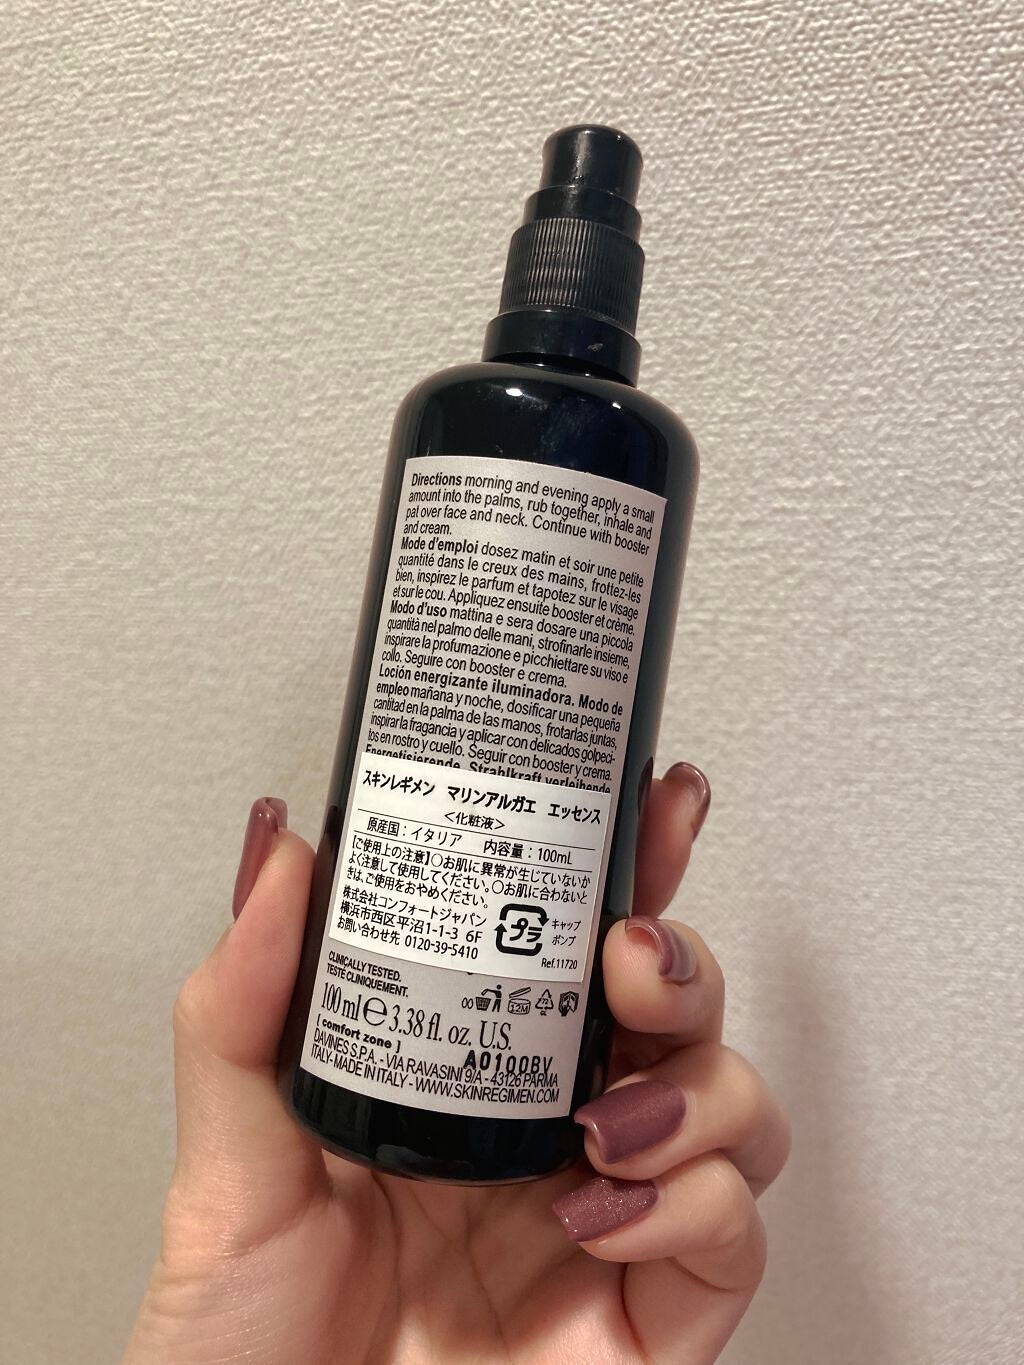 Directions morning and evening apply a small
amount into the palms, rub together, inhale and
pat over face and neck. Continue with booster
and cream.
Mode d'emploi dosez matin et soir une petite
quantité dans le creux des mains, frottez-les
bien, inspirez le parfum et tapotez sur le visage
et sur le cou. Appliquez ensuite booster et crème.
Modo d'uso mattina e sera dosare una piccola
quantità nel palmo delle mani, strofinarle insieme,
inspirare la profumazione e picchiettare su viso e
collo. Seguire con booster e crema.
Loción energizante iluminadora. Modo de
empleo mañana y noche, dosificar una pequeña
cantidad en la palma de las manos, frotarlas juntas,
inspirar la fragancia y aplicar con delicados golpeci-
tos en rostro y cuello. Seguir con booster y crema.
Energetisierende, Strahlkraft verleihende
スキンレギメン マリンアルガエ エッセンス
＜化粧液＞
原産国：イタリア 内容量：100mL
【ご使用上の注意】○お肌に異常が生じていないか
よく注意して使用してください。○お肌に合わないと
きは、ご使用をおやめください。
株式会社コンフォートジャパン
横浜市西区平沼1-1-3 6F
お問い合わせ先 0120-39-5410
プラ
キャップ
ポンプ
Ref.11720
CLINICALLY TESTED.
TESTÉ CLINIQUEMENT.
12M
100 ml e 3.38 fl. oz. U.S.
[ comfort zone ]
A0100BV
DAVINES S.P.A. - VIA RAVASINI 9/A - 43126 PARMA
ITALY-MADE IN ITALY - WWW.SKINREGIMEN.COM